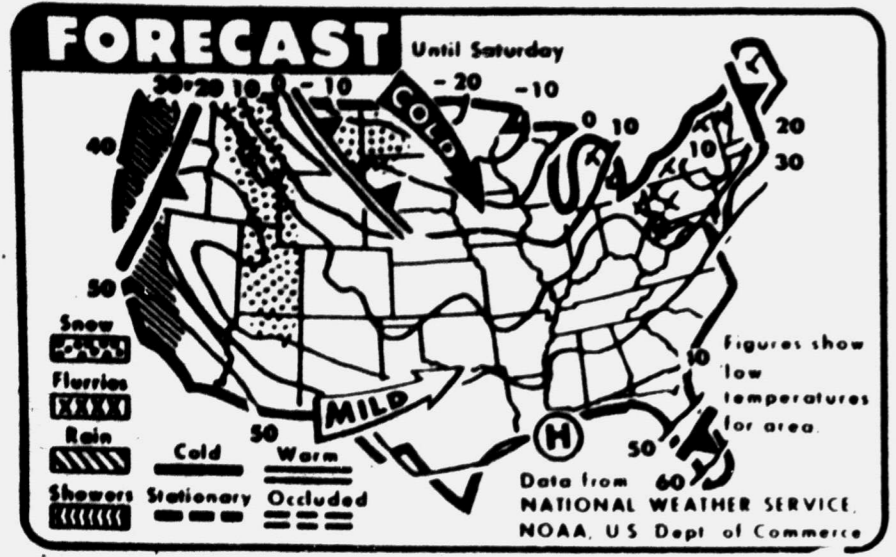 FORECAST
Until Saturday
30 20 10 0 -10 -20 -10
COLD
0 10
20
40
10
30
50
Snow
Flurries
Rain
Showers
Cold
Stationary
Warm
Occluded
50
MILD
H
Figures show
low
temperatures
for area.
50
60
Data from
NATIONAL WEATHER SERVICE,
NOAA, U S Dept of Commerce